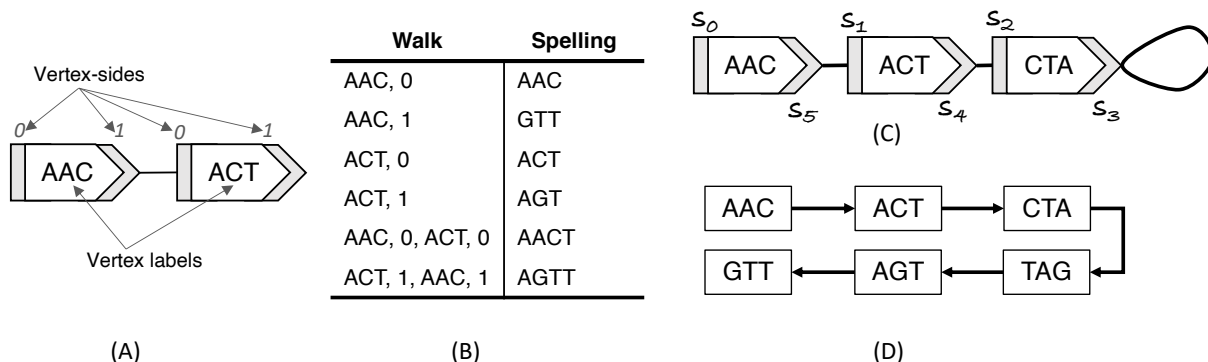 Vertex-sides
0 1 0 1
AAC ACT
Vertex labels
(A)
Walk Spelling
AAC, 0 AAC
AAC, 1 GTT
ACT, 0 ACT
ACT, 1 AGT
AAC, 0, ACT, 0 AACT
ACT, 1, AAC, 1 AGTT
(B)
S0 S1 S2
AAC ACT CTA
S5 S4 S3
(C)
AAC ACT CTA
GTT AGT TAG
(D)